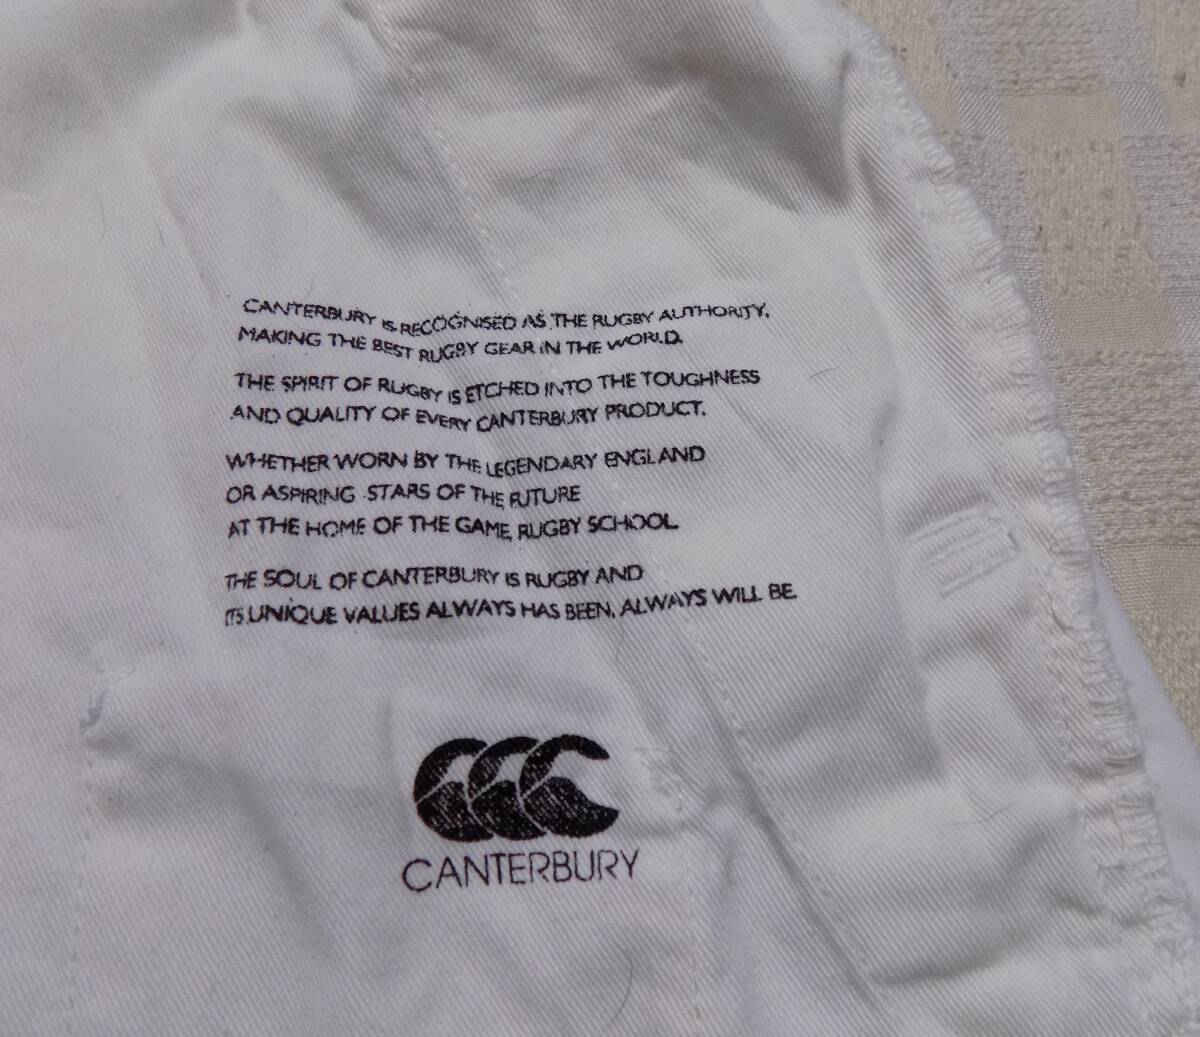 CANTERBURY IS RECOGNISED AS THE RUGBY AUTHORITY,
MAKING THE BEST RUGBY GEAR IN THE WORLD.
THE SPIRIT OF RUGBY IS ETCHED INTO THE TOUGHNESS
AND QUALITY OF EVERY CANTERBURY PRODUCT.
WHETHER WORN BY THE LEGENDARY ENGLAND
OR ASPIRING STARS OF THE FUTURE
AT THE HOME OF THE GAME, RUGBY SCHOOL
THE SOUL OF CANTERBURY IS RUGBY AND
ITS UNIQUE VALUES ALWAYS HAS BEEN, ALWAYS WILL BE.
CANTERBURY